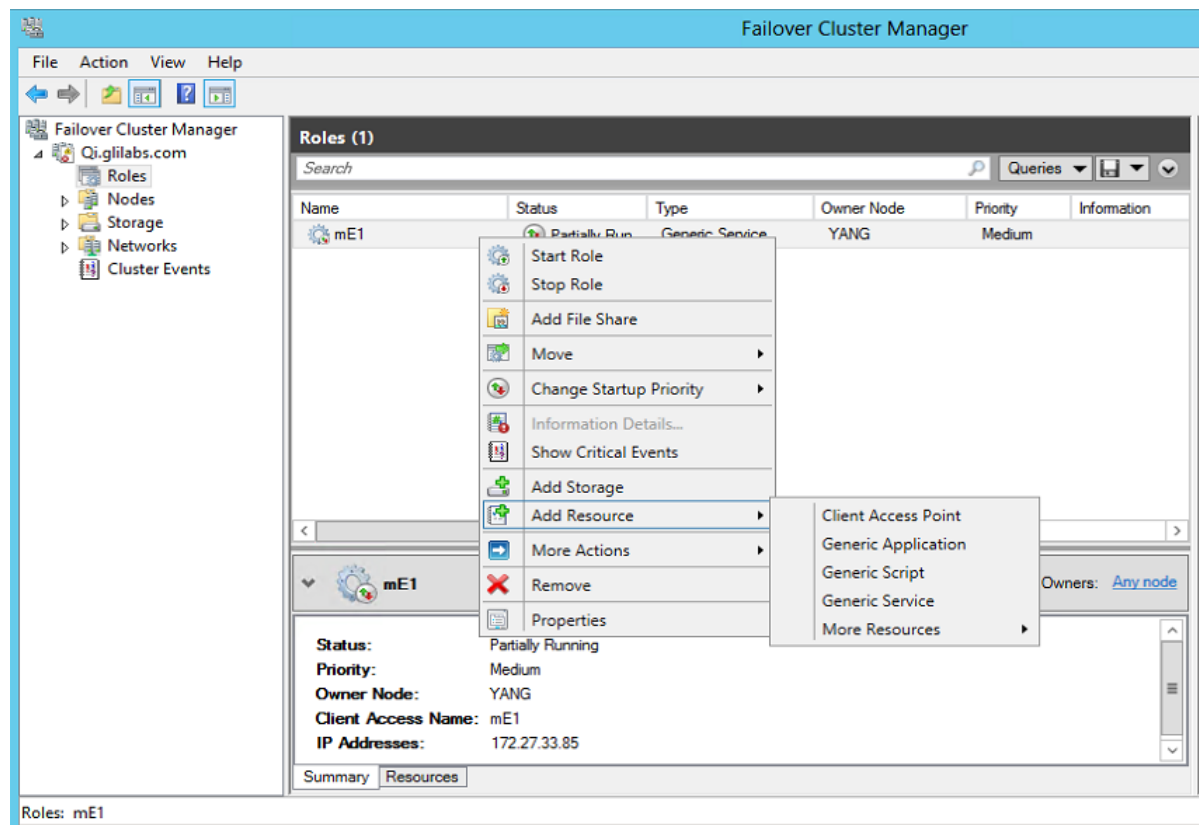 Failover Cluster Manager
File Action View Help
Failover Cluster Manager
Qi.glilabs.com
Roles
Nodes
Storage
Networks
Cluster Events
Roles (1)
Search
Queries
Name Status Type Owner Node Priority Information
mE1 Partially Run Generic Service YANG Medium
Start Role
Stop Role
Add File Share
Move
Change Startup Priority
Information Details...
Show Critical Events
Add Storage
Add Resource
More Actions
Remove
Properties
Client Access Point
Generic Application
Generic Script
Generic Service
More Resources
mE1
Owners: Any node
Status: Partially Running
Priority: Medium
Owner Node: YANG
Client Access Name: mE1
IP Addresses: 172.27.33.85
Summary Resources
Roles: mE1